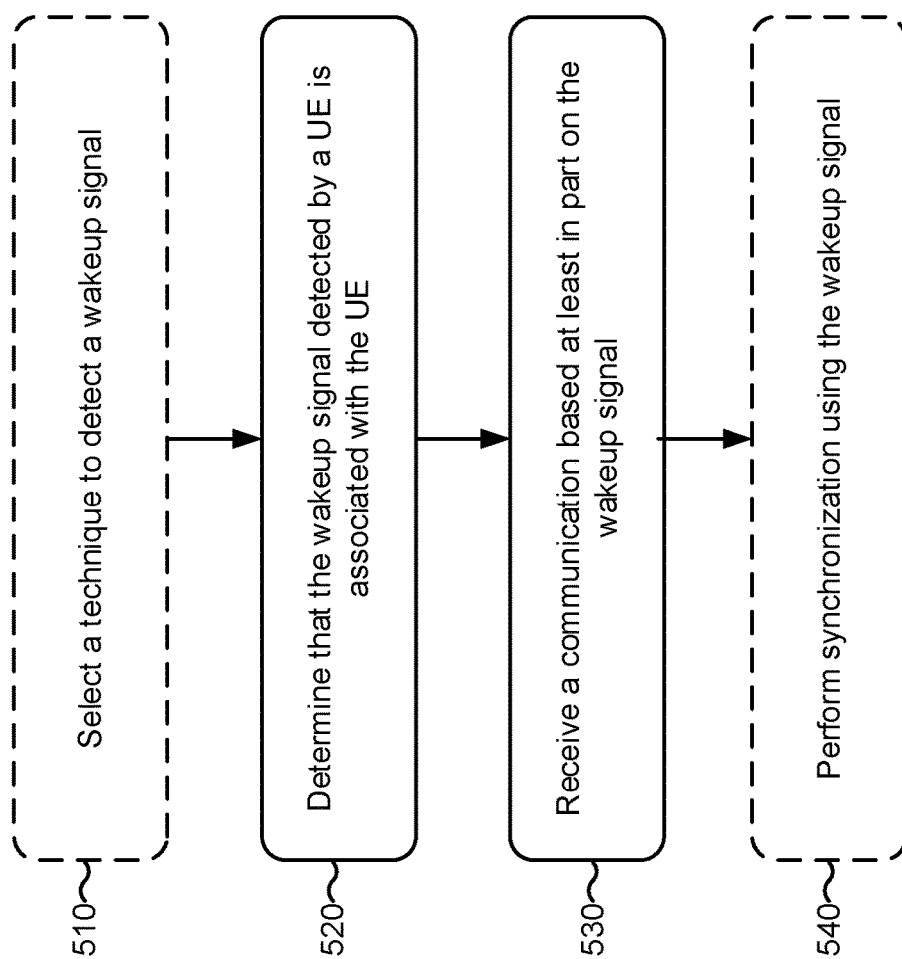 510
Select a technique to detect a wakeup signal
520
Determine that the wakeup signal detected by a UE is
associated with the UE
530
Receive a communication based at least in part on the
wakeup signal
540
Perform synchronization using the wakeup signal